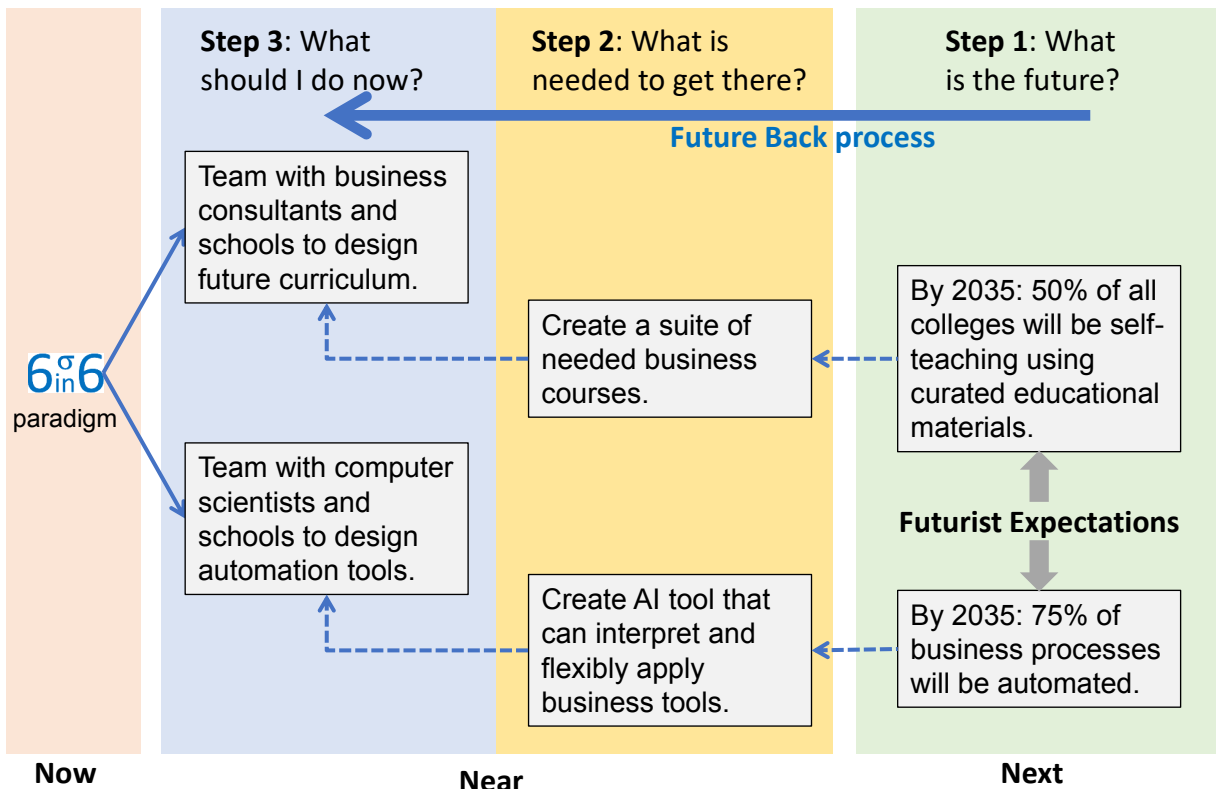 Step 3: What
should I do now?
Step 2: What is
needed to get there?
Step 1: What
is the future?
Future Back process
Team with business
consultants and
schools to design
future curriculum.
Create a suite of
needed business
courses.
By 2035: 50% of all
colleges will be self-
teaching using
curated educational
materials.
6σin6
paradigm
Team with computer
scientists and
schools to design
automation tools.
Futurist Expectations
Create AI tool that
can interpret and
flexibly apply
business tools.
By 2035: 75% of
business processes
will be automated.
Now
Near
Next